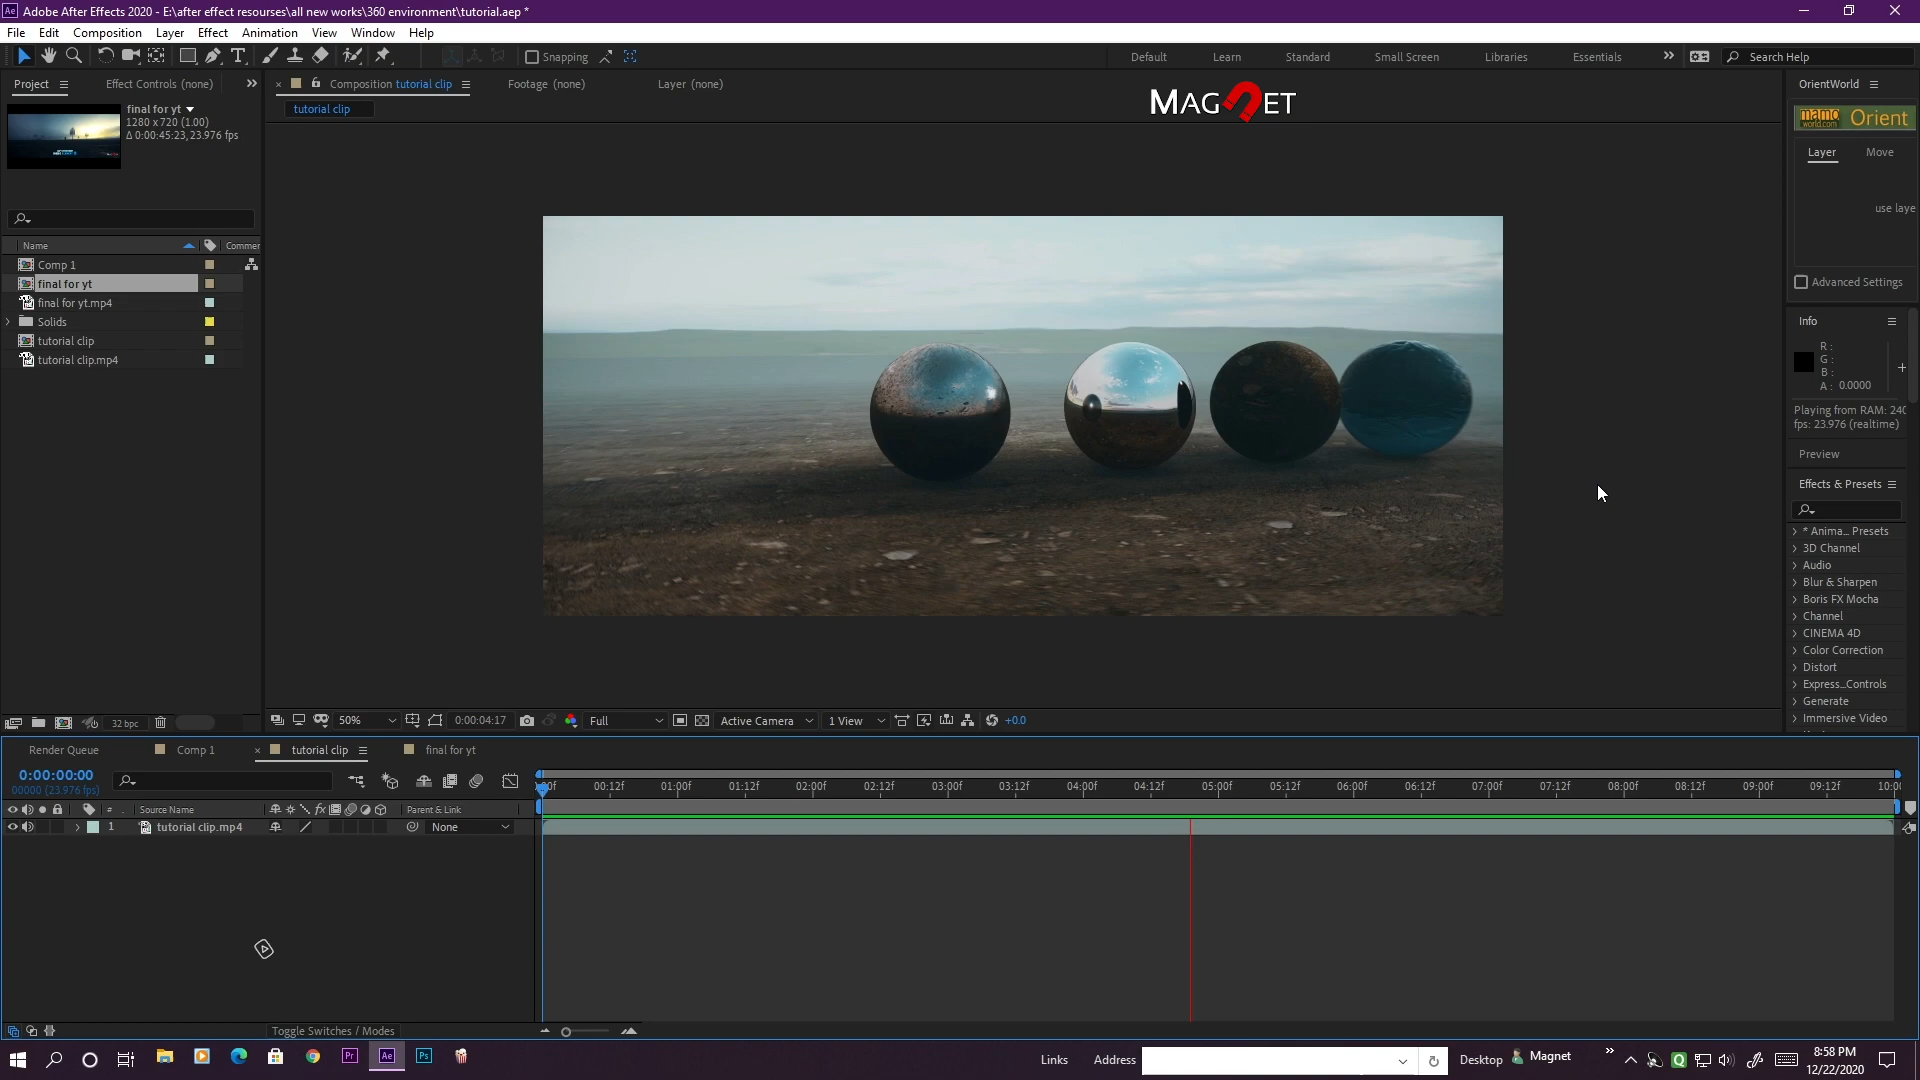 Adobe After Effects 2020 - E:\after effect resourses\all new works\360 environment\tutorial.aep *
File Edit Composition Layer Effect Animation View Window Help
Snapping
Default Learn Standard Small Screen Libraries Essentials
Search Help
Project
Effect Controls (none)
Composition tutorial clip
Footage (none)
Layer (none)
OrientWorld
tutorial clip
MAGNET
final for yt
1280 x 720 (1.00)
Δ 0:00:45:23, 23.976 fps
mamo world.com Orient
Layer Move
use laye
Advanced Settings
Name Commer
Comp 1
final for yt
final for yt.mp4
Solids
tutorial clip
tutorial clip.mp4
Info
R :
G :
B :
A : 0.0000
Playing from RAM: 240
fps: 23.976 (realtime)
Preview
Effects & Presets
* Anima... Presets
3D Channel
Audio
Blur & Sharpen
Boris FX Mocha
Channel
CINEMA 4D
Color Correction
Distort
Express...Controls
Generate
Immersive Video
32 bpc
50% 0:00:04:17 Full Active Camera 1 View +0.0
Render Queue Comp 1 tutorial clip final for yt
0:00:00:00
00000 (23.976 fps)
00:12f 01:00f 01:12f 02:00f 02:12f 03:00f 03:12f 04:00f 04:12f 05:00f 05:12f 06:00f 06:12f 07:00f 07:12f 08:00f 08:12f 09:00f 09:12f 10:00
# Source Name fx Parent & Link
1 tutorial clip.mp4 None
Toggle Switches / Modes
Pr Ae Ps
Links Address Desktop Magnet
8:58 PM
12/22/2020